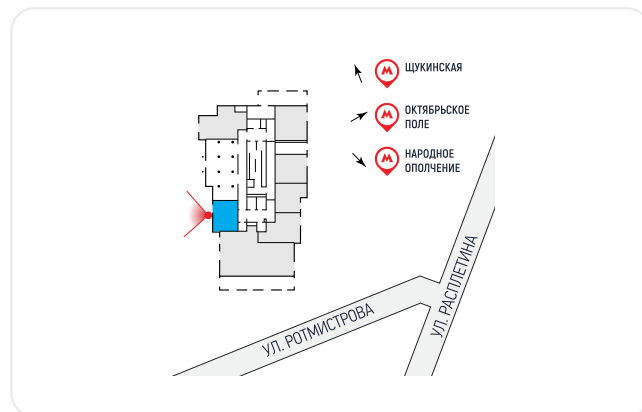 ЩУКИНСКАЯ
ОКТЯБРЬСКОЕ
ПОЛЕ
НАРОДНОЕ
ОПОЛЧЕНИЕ
УЛ. РОТМИСТРОВА
УЛ. РАСПЛЕТИНА